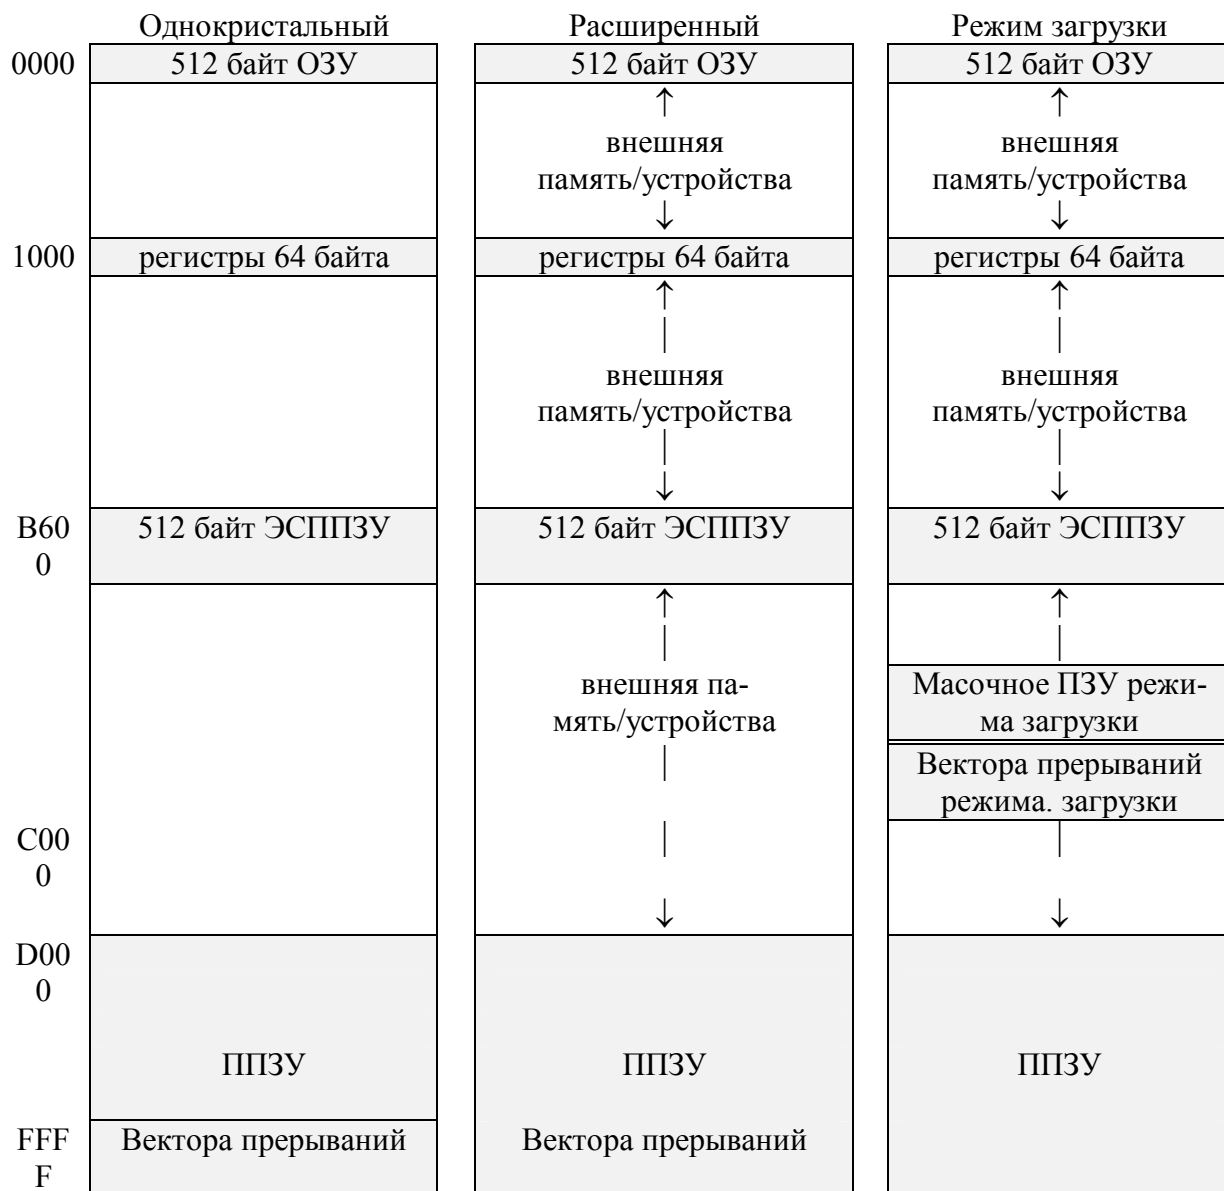 Однокристальный Расширенный Режим загрузки
0000 512 байт ОЗУ 512 байт ОЗУ 512 байт ОЗУ
внешняя внешняя
память/устройства память/устройства
1000 регистры 64 байта регистры 64 байта регистры 64 байта
внешняя внешняя
память/устройства память/устройства
B60 512 байт ЭСППЗУ 512 байт ЭСППЗУ 512 байт ЭСППЗУ
0
внешняя па- Масочное ПЗУ режи-
мять/устройства ма загрузки
Вектора прерываний
режима. загрузки
C00
0
D00
0
ППЗУ ППЗУ ППЗУ
FFF Вектора прерываний Вектора прерываний
F